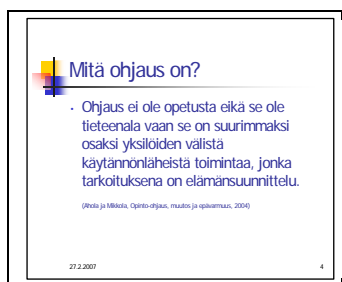 Mitä ohjaus on?
• Ohjaus ei ole opetusta eikä se ole
tieteenala vaan se on suurimmaksi
osaksi yksilöiden välistä
käytännönläheistä toimintaa, jonka
tarkoituksena on elämänsuunnittelu.
(Ahola ja Mikkola, Opinto-ohjaus, muutos ja epävarmuus, 2004)
27.2.2007 4